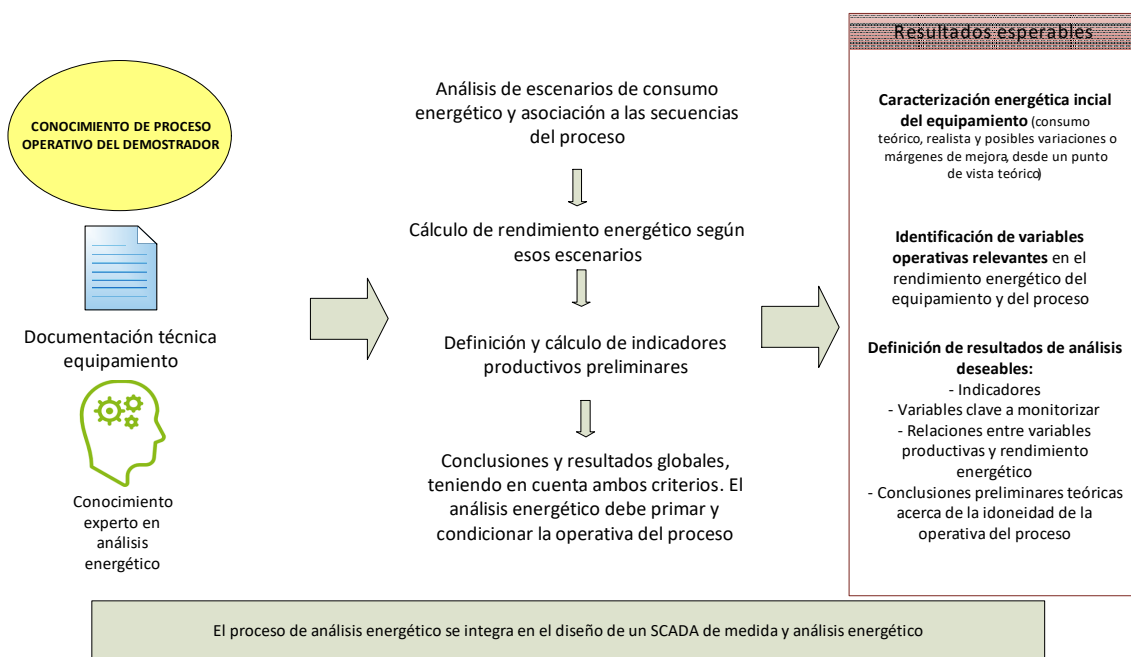 CONOCIMIENTO DE PROCESO
OPERATIVO DEL DEMOSTRADOR
Documentación técnica
equipamiento
Conocimiento
experto en
análisis
energético
Análisis de escenarios de consumo
energético y asociación a las secuencias
del proceso
Cálculo de rendimiento energético según
esos escenarios
Definición y cálculo de indicadores
productivos preliminares
Conclusiones y resultados globales,
teniendo en cuenta ambos criterios. El
análisis energético debe primar y
condicionar la operativa del proceso
Resultados esperables
Caracterización energética incial
del equipamiento (consumo
teórico, realista y posibles variaciones o
márgenes de mejora, desde un punto
de vista teórico)
Identificación de variables
operativas relevantes en el
rendimiento energético del
equipamiento y del proceso
Definición de resultados de análisis
deseables:
- Indicadores
- Variables clave a monitorizar
- Relaciones entre variables
productivas y rendimiento
energético
- Conclusiones preliminares teóricas
acerca de la idoneidad de la
operativa del proceso
El proceso de análisis energético se integra en el diseño de un SCADA de medida y análisis energético